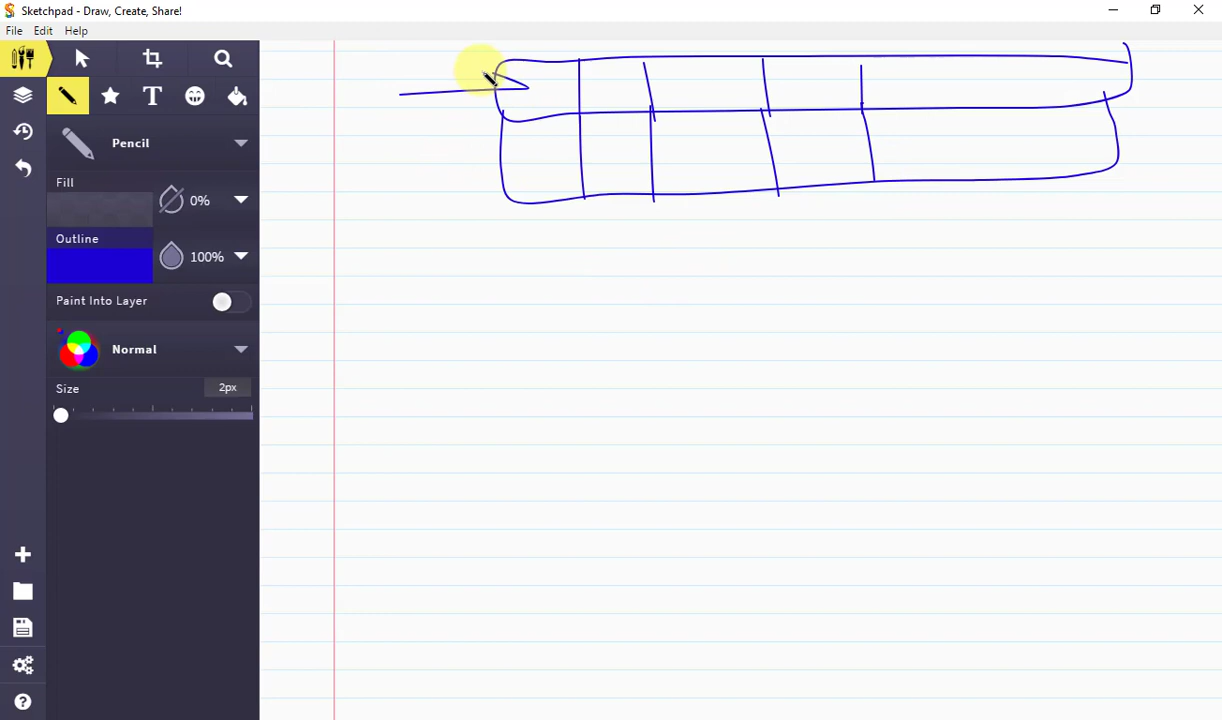 Sketchpad - Draw, Create, Share!
File Edit Help
Pencil
Fill
0%
Outline
100%
Paint Into Layer
Normal
Size 2px